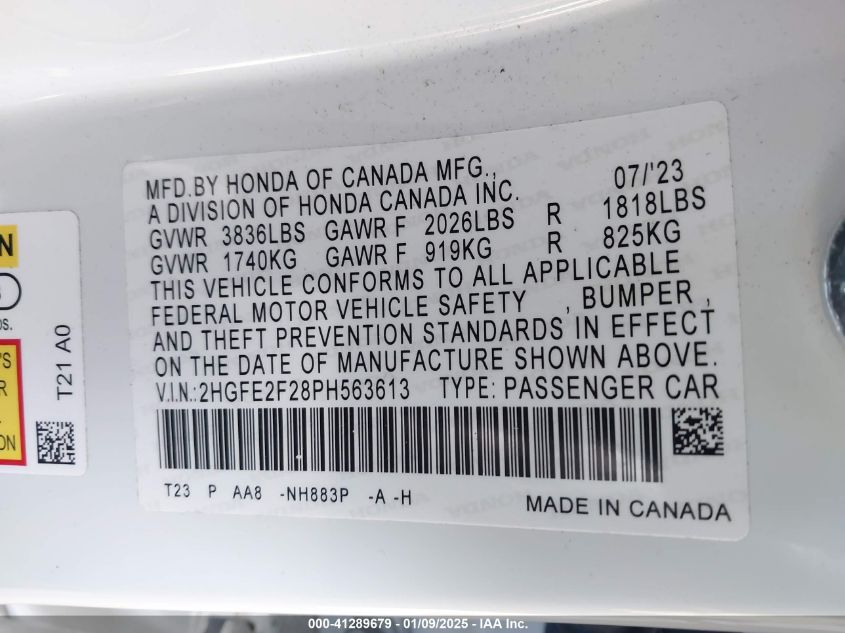 MFD.BY HONDA OF CANADA MFG., 07/'23
A DIVISION OF HONDA CANADA INC.
GVWR 3836LBS GAWR F 2026LBS R 1818LBS
GVWR 1740KG GAWR F 919KG R 825KG
THIS VEHICLE CONFORMS TO ALL APPLICABLE
FEDERAL MOTOR VEHICLE SAFETY , BUMPER ,
AND THEFT PREVENTION STANDARDS IN EFFECT
ON THE DATE OF MANUFACTURE SHOWN ABOVE.
V.I.N.:2HGFE2F28PH563613 TYPE: PASSENGER CAR
T23 P AA8 -NH883P -A -H
MADE IN CANADA
T21 A0
000-41289679 - 01/09/2025 - IAA Inc.